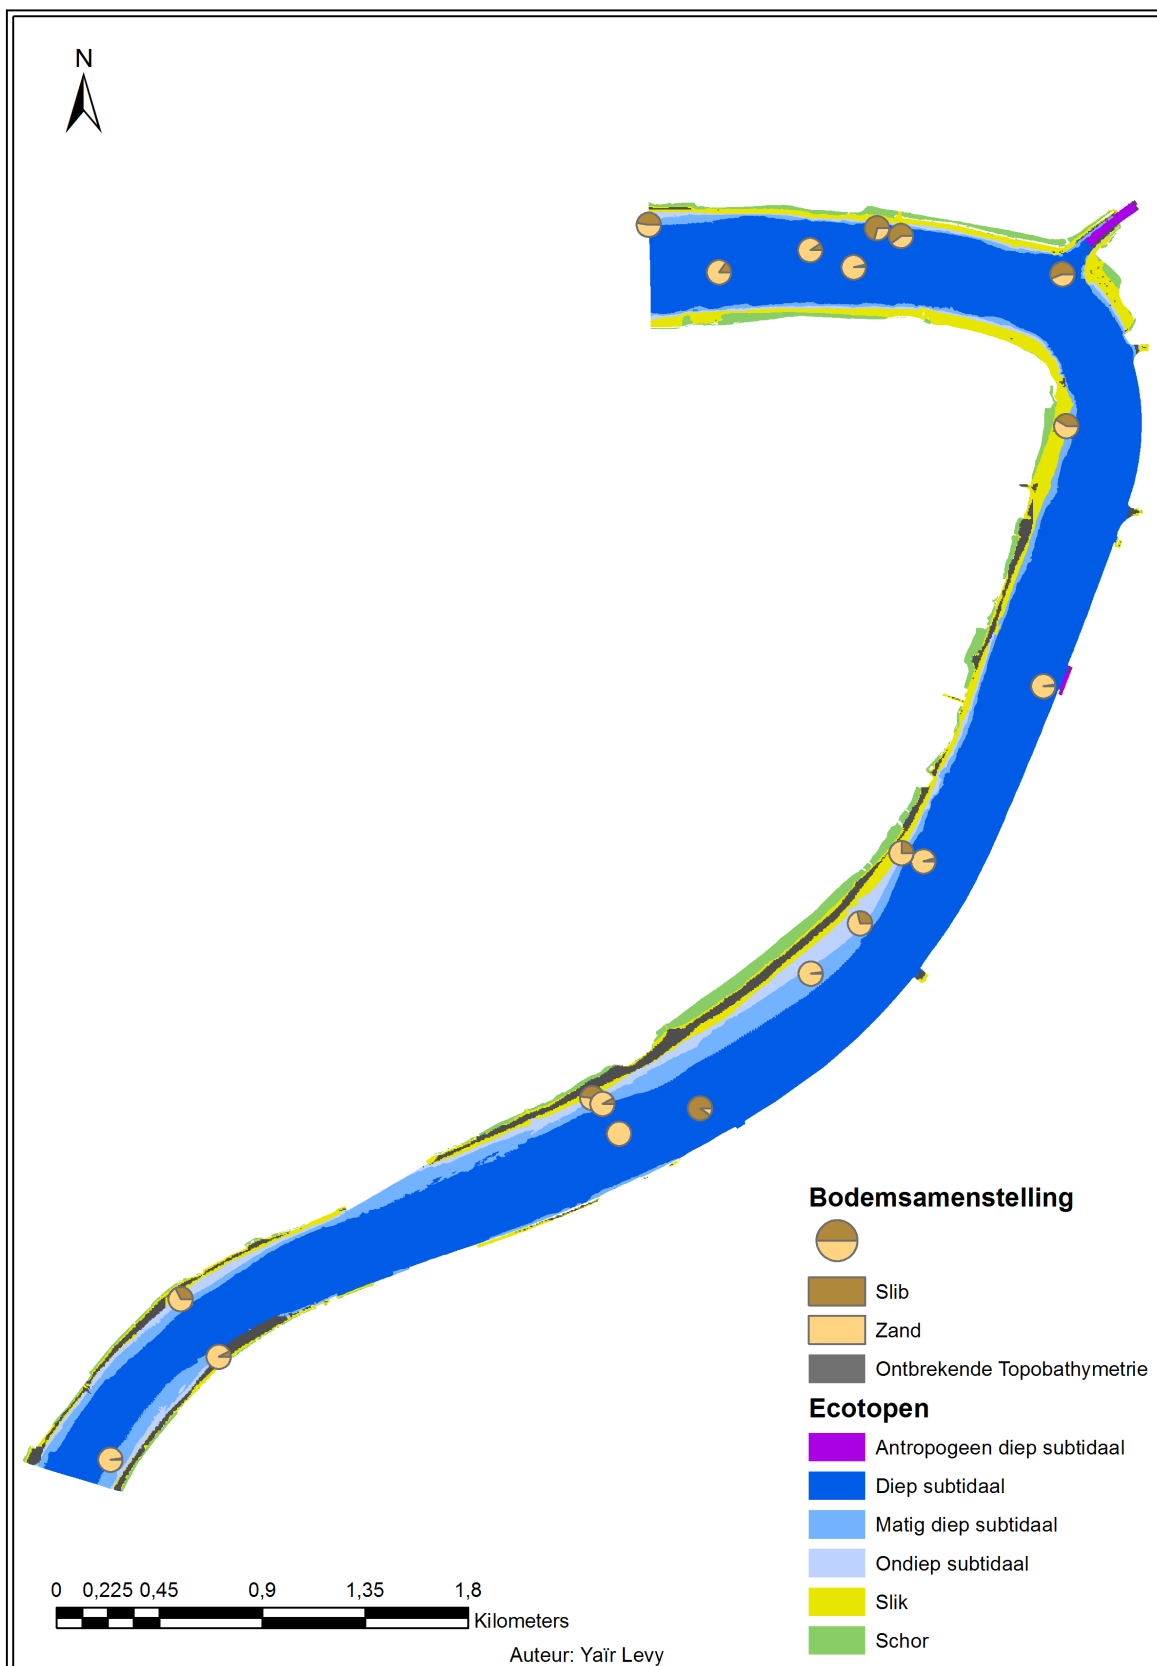 N
Bodemsamenstelling
Slib
Zand
Ontbrekende Topobathymetrie
Ecotopen
Antropogeen diep subtidaal
Diep subtidaal
Matig diep subtidaal
Ondiep subtidaal
Slik
Schor
0 0,225 0,45 0,9 1,35 1,8
Kilometers
Auteur: Yaïr Levy